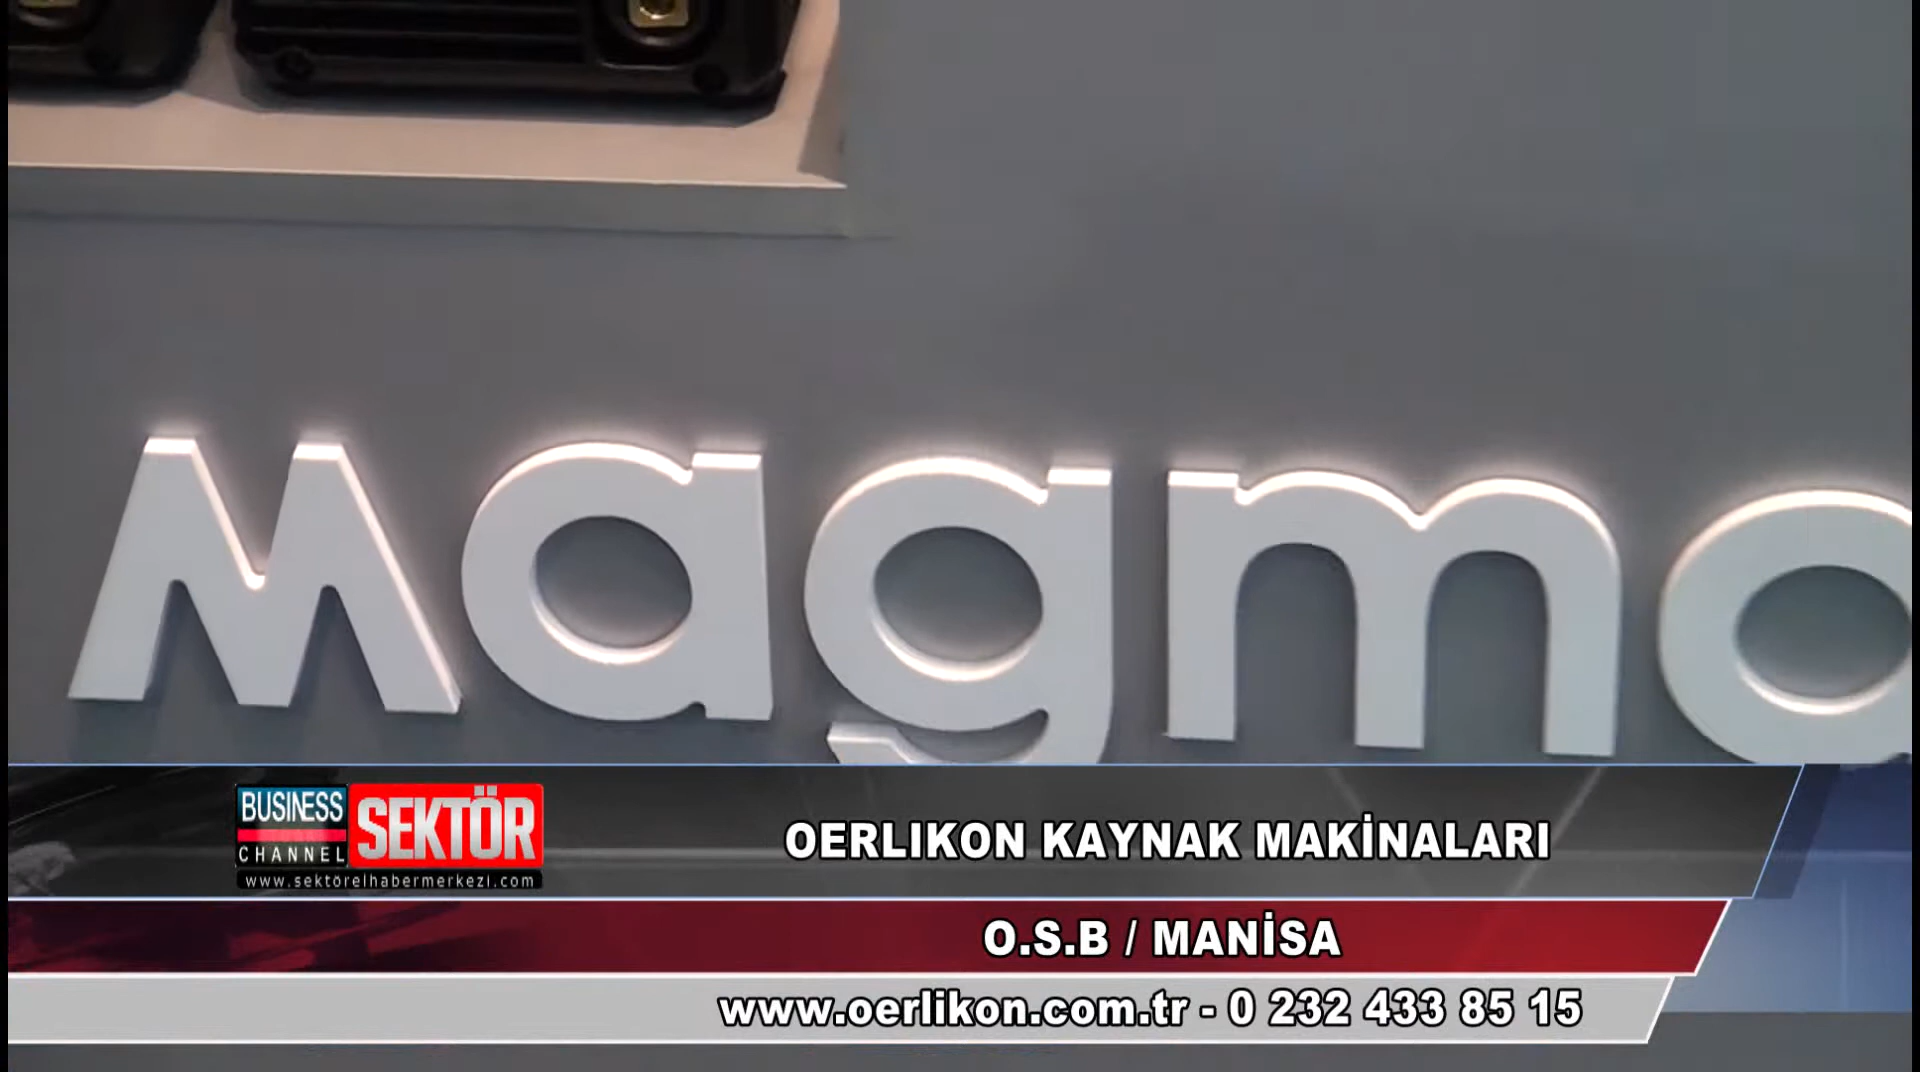 magma
BUSINESS
CHANNEL
SEKTÖR
www.sektörelhabermerkezi.com
OERLIKON KAYNAK MAKİNALARI
O.S.B / MANİSA
www.oerlikon.com.tr - 0 232 433 85 15